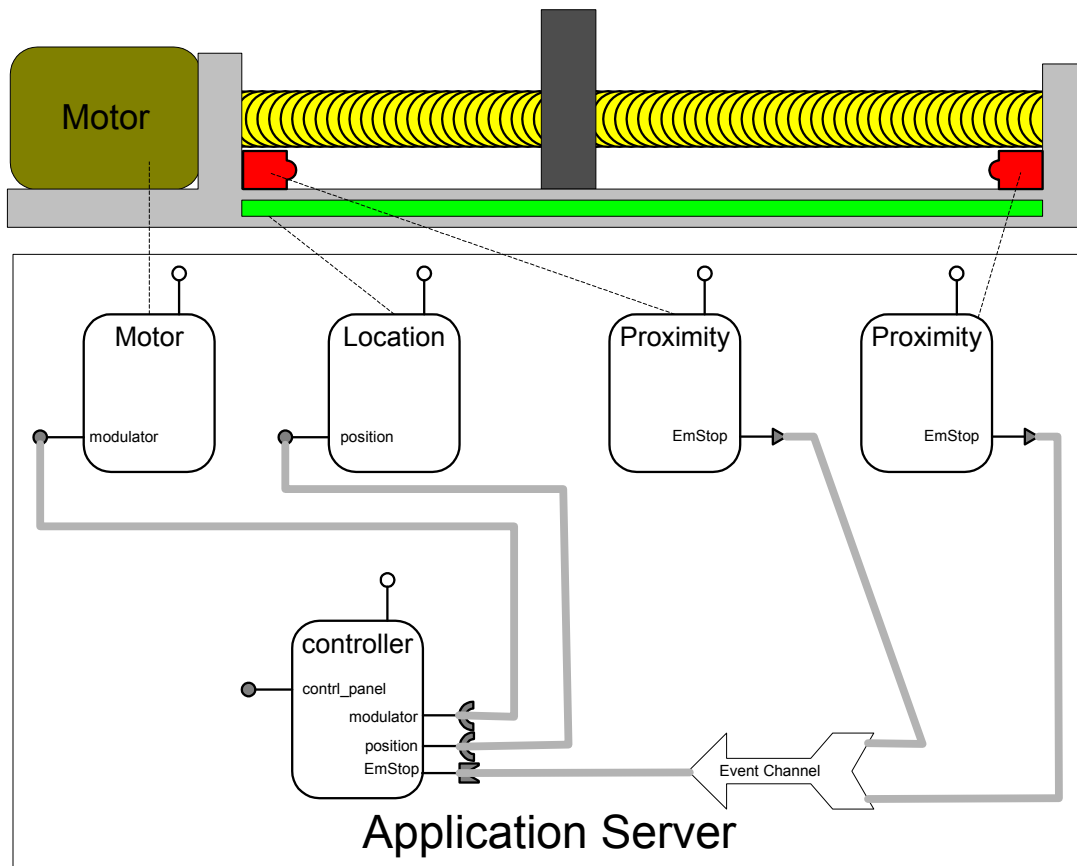 Motor
Motor
Location
Proximity
Proximity
modulator
position
EmStop
EmStop
controller
contrl_panel
modulator
position
EmStop
Event Channel
Application Server